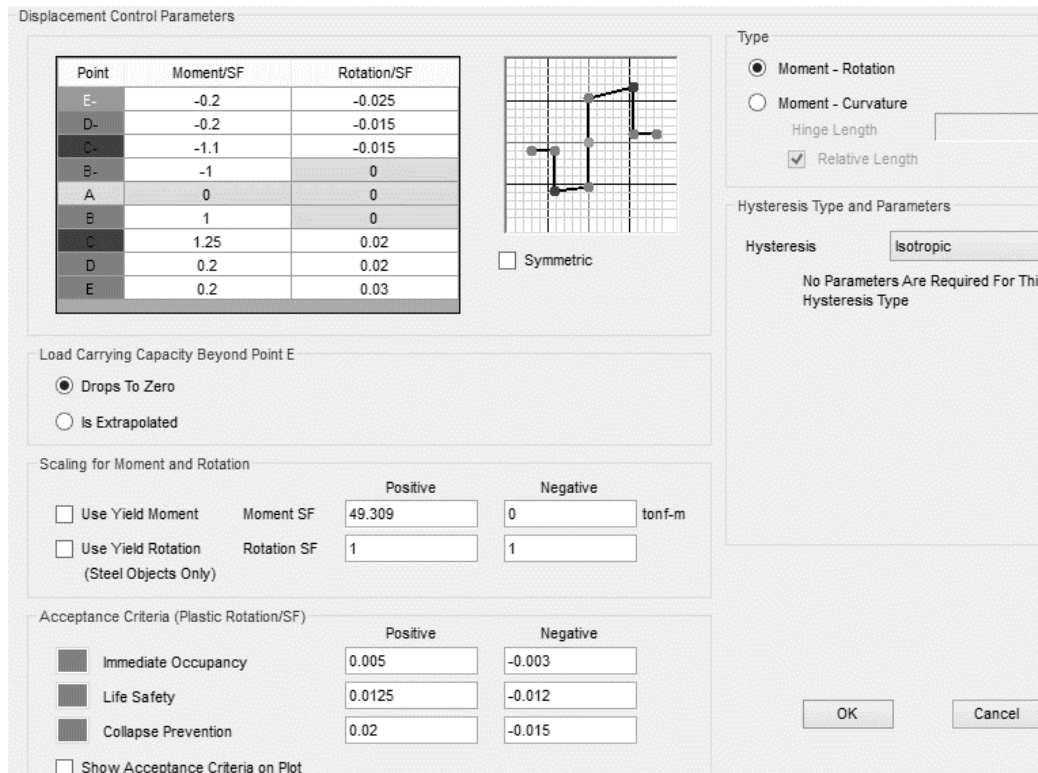 Displacement Control Parameters
Point Moment/SF Rotation/SF
E- -0.2 -0.025
D- -0.2 -0.015
C- -1.1 -0.015
B- -1 0
A 0 0
B 1 0
C 1.25 0.02
D 0.2 0.02
E 0.2 0.03
Symmetric
Type
Moment - Rotation
Moment - Curvature
Hinge Length
Relative Length
Hysteresis Type and Parameters
Hysteresis Isotropic
No Parameters Are Required For Thi
Hysteresis Type
Load Carrying Capacity Beyond Point E
Drops To Zero
Is Extrapolated
Scaling for Moment and Rotation
Positive Negative
Use Yield Moment Moment SF 49.309 0 tonf-m
Use Yield Rotation Rotation SF 1 1
(Steel Objects Only)
Acceptance Criteria (Plastic Rotation/SF)
Positive Negative
Immediate Occupancy 0.005 -0.003
Life Safety 0.0125 -0.012
Collapse Prevention 0.02 -0.015
Show Acceptance Criteria on Plot
OK Cancel